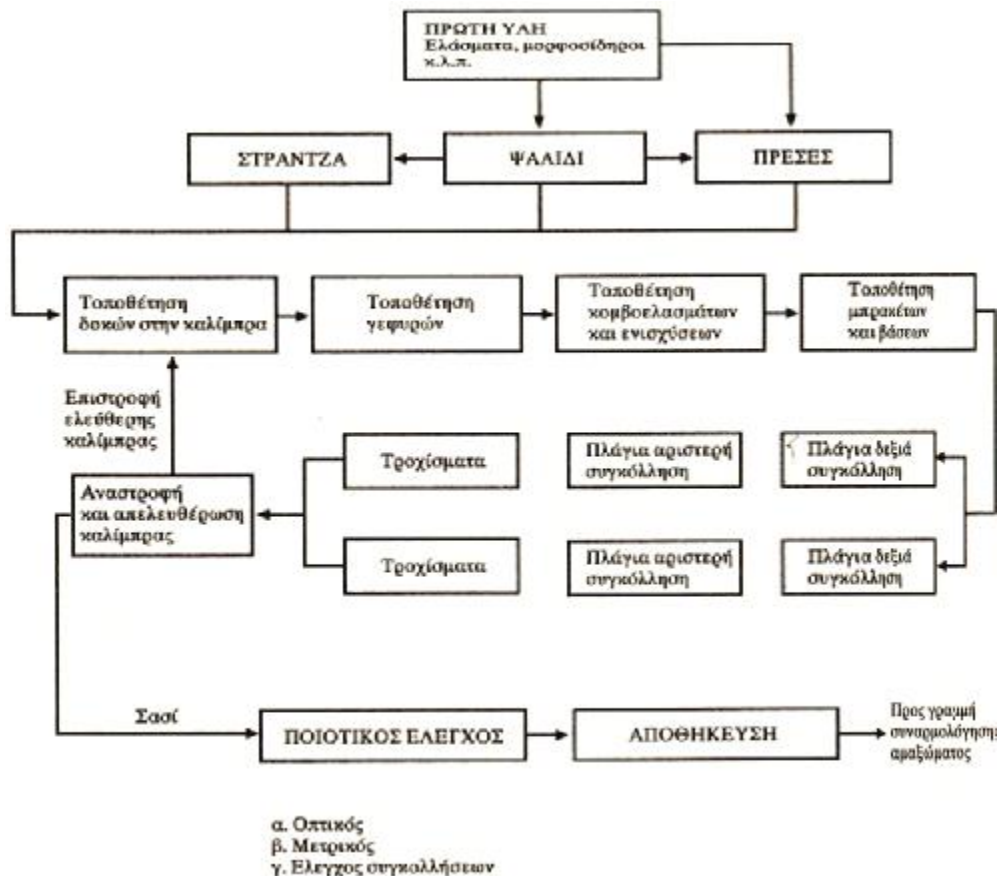 ΠΡΩΤΗ ΥΛΗ
Ελάσματα, μορφοσίδηροι
κ.λ.π.
ΣΤΡΑΝΤΖΑ
ΨΑΛΙΔΙ
ΠΡΕΣΕΣ
Τοποθέτηση
δοκών στην καλίμπρα
Τοποθέτηση
γεφυρών
Τοποθέτηση
κομβοελασμάτων
και ενισχύσεων
Τοποθέτηση
μπρακέτων
και βάσεων
Επιστροφή
ελεύθερης
καλίμπρας
Τροχίσματα
Πλάγια αριστερή
συγκόλληση
Πλάγια δεξιά
συγκόλληση
Αναστροφή
και απελευθέρωση
καλίμπρας
Τροχίσματα
Πλάγια αριστερή
συγκόλληση
Πλάγια δεξιά
συγκόλληση
Σασί
ΠΟΙΟΤΙΚΟΣ ΕΛΕΓΧΟΣ
ΑΠΟΘΗΚΕΥΣΗ
Προς γραμμή
συναρμολόγησης
αμαξώματος
α. Οπτικός
β. Μετρικός
γ. Ελεγχος συγκολλήσεων